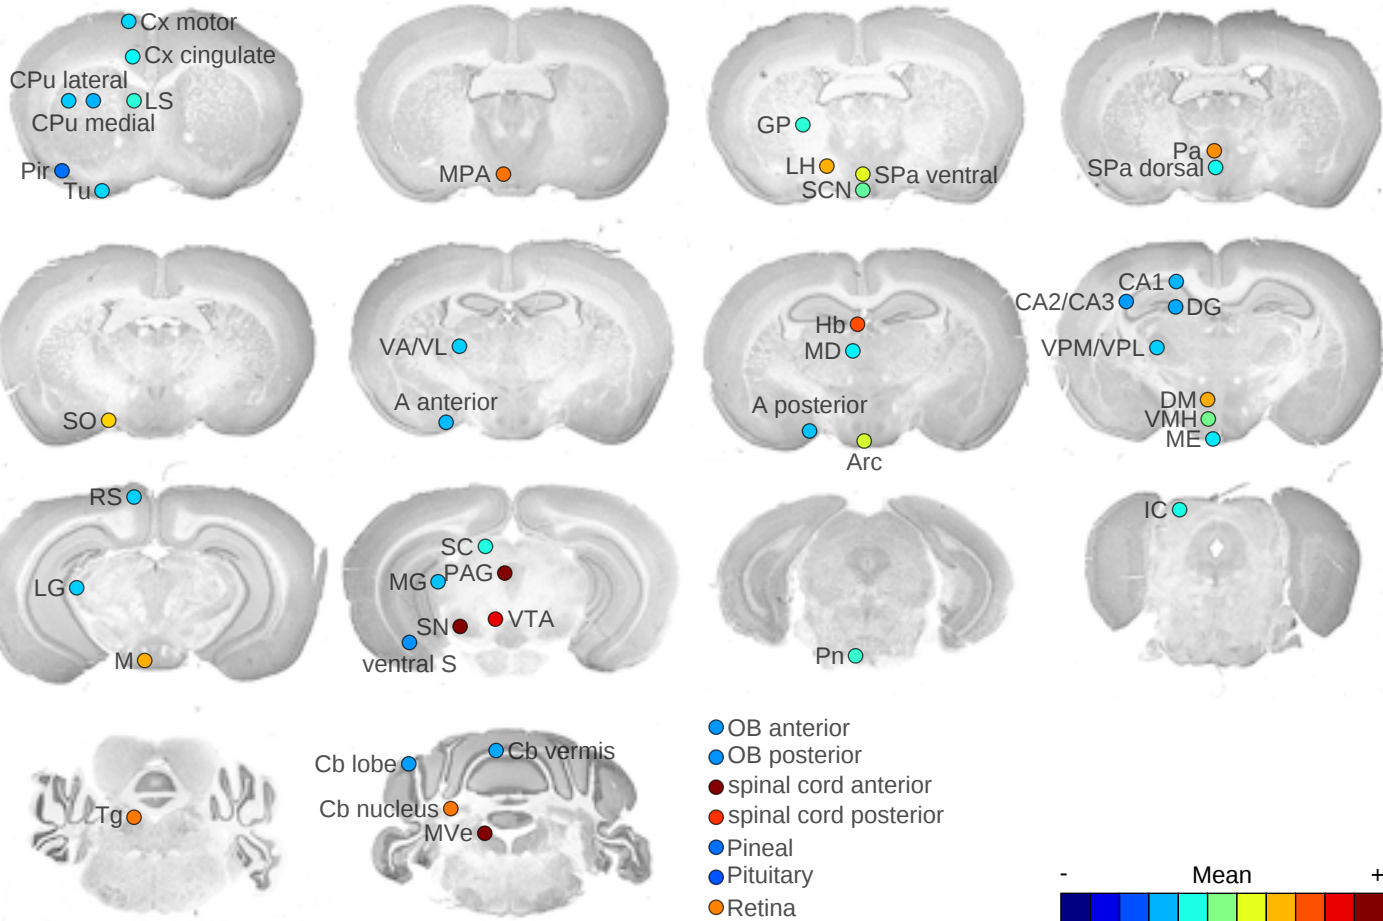 Cx motor
Cx cingulate
CPu lateral
LS
CPu medial
Pir
Tu
MPA
GP
LH
SPa ventral
SCN
Pa
SPa dorsal
SO
VA/VL
A anterior
Hb
MD
A posterior
Arc
CA1
CA2/CA3
DG
VPM/VPL
DM
VMH
ME
RS
LG
M
SC
MG
PAG
SN
VTA
ventral S
Pn
IC
Tg
Cb lobe
Cb vermis
Cb nucleus
MVe
OB anterior
OB posterior
spinal cord anterior
spinal cord posterior
Pineal
Pituitary
Retina
- Mean +